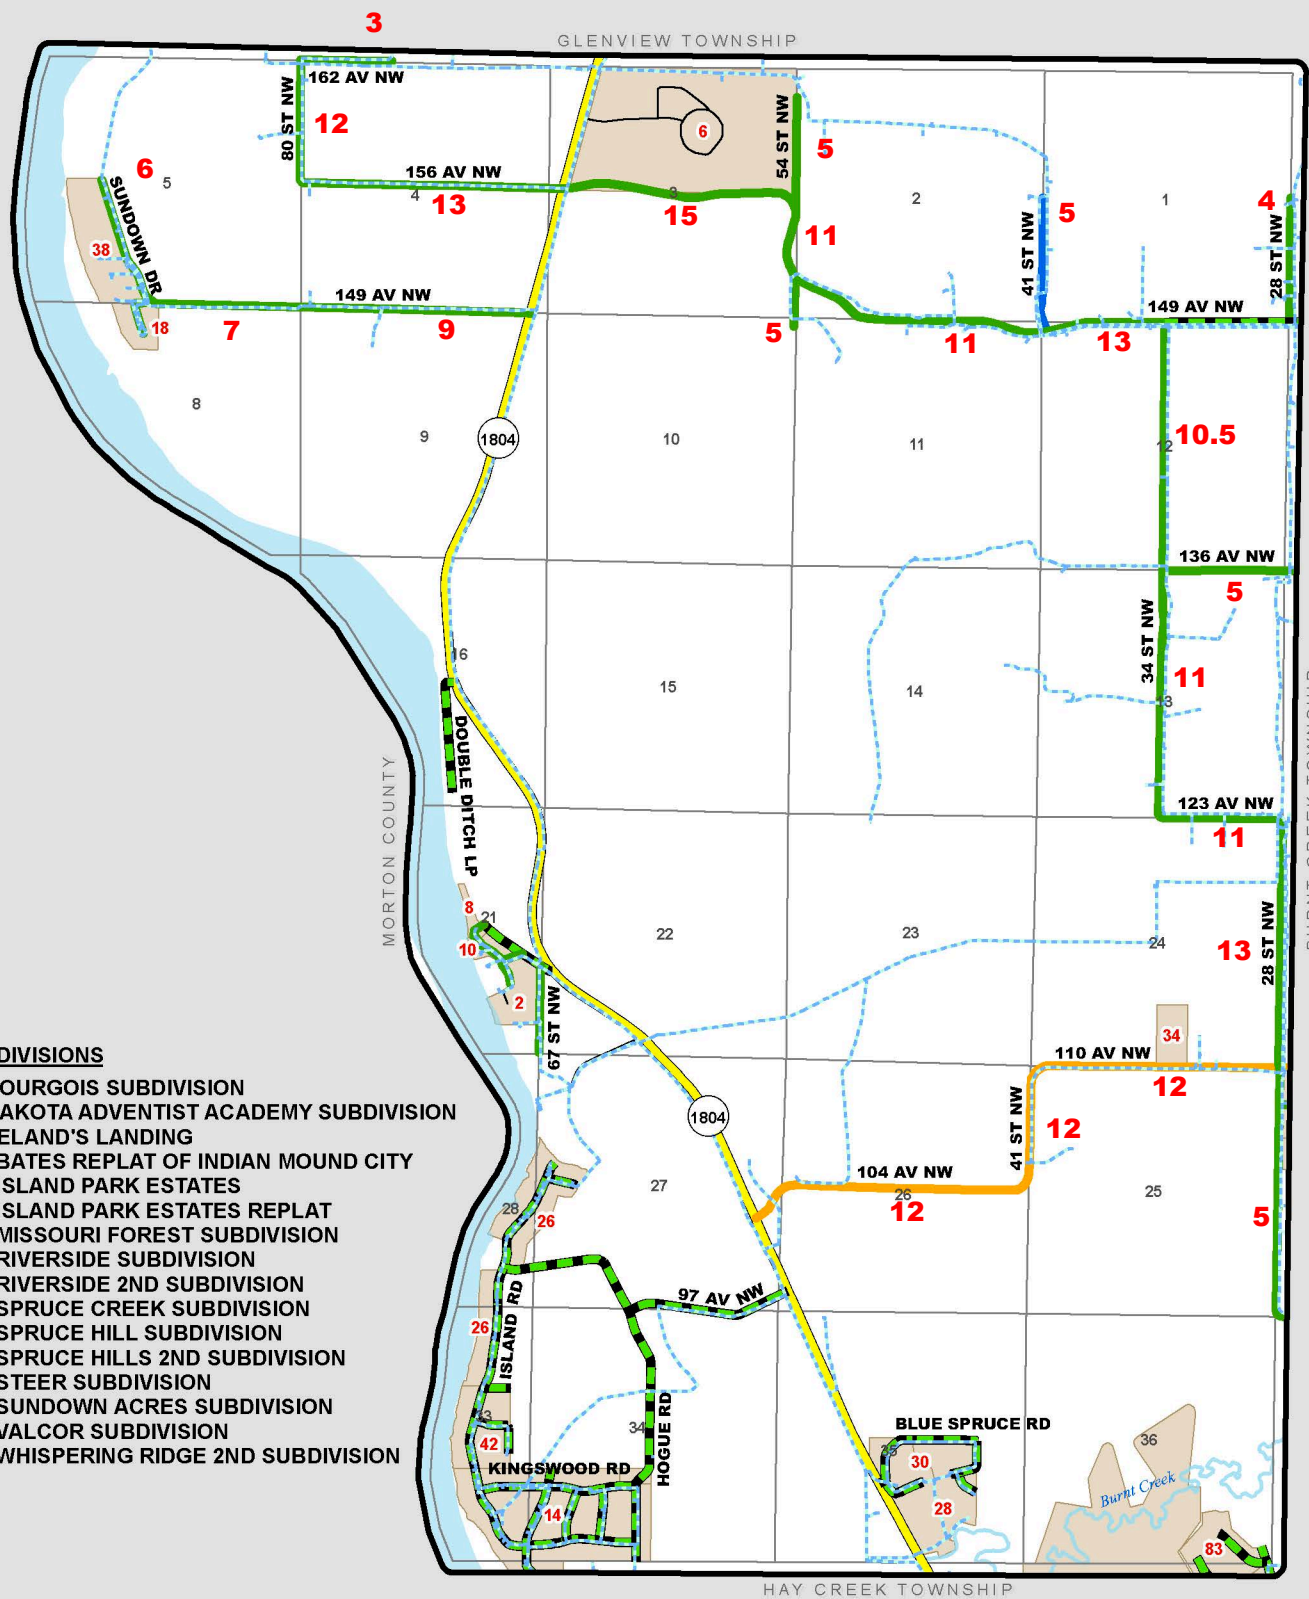 3
GLENVIEW TOWNSHIP
162 AV NW
80 ST NW
12
6
54 ST NW
5
6
5
156 AV NW
4
13
3
15
2
41 ST NW
5
1
4
28 ST NW
SUNDOWN DR
38
11
149 AV NW
149 AV NW
18
7
9
5
11
13
8
9
1804
10
11
12
10.5
136 AV NW
5
34 ST NW
16
15
14
11
13
DOUBLE DITCH LP
MORTON COUNTY
123 AV NW
11
8
21
10
22
23
24
13
28 ST NW
2
67 ST NW
34
110 AV NW
12
41 ST NW
12
1804
104 AV NW
26
12
25
5
27
28
26
DIVISIONS
OURGOIS SUBDIVISION
AKOTA ADVENTIST ACADEMY SUBDIVISION
ELAND'S LANDING
BATES REPLAT OF INDIAN MOUND CITY
SLAND PARK ESTATES
SLAND PARK ESTATES REPLAT
MISSOURI FOREST SUBDIVISION
RIVERSIDE SUBDIVISION
RIVERSIDE 2ND SUBDIVISION
SPRUCE CREEK SUBDIVISION
SPRUCE HILL SUBDIVISION
SPRUCE HILLS 2ND SUBDIVISION
STEER SUBDIVISION
SUNDOWN ACRES SUBDIVISION
VALCOR SUBDIVISION
WHISPERING RIDGE 2ND SUBDIVISION
97 AV NW
26
ISLAND RD
33
42
34
HOGUE RD
KINGSWOOD RD
14
BLUE SPRUCE RD
35
30
28
36
Burnt Creek
83
HAY CREEK TOWNSHIP